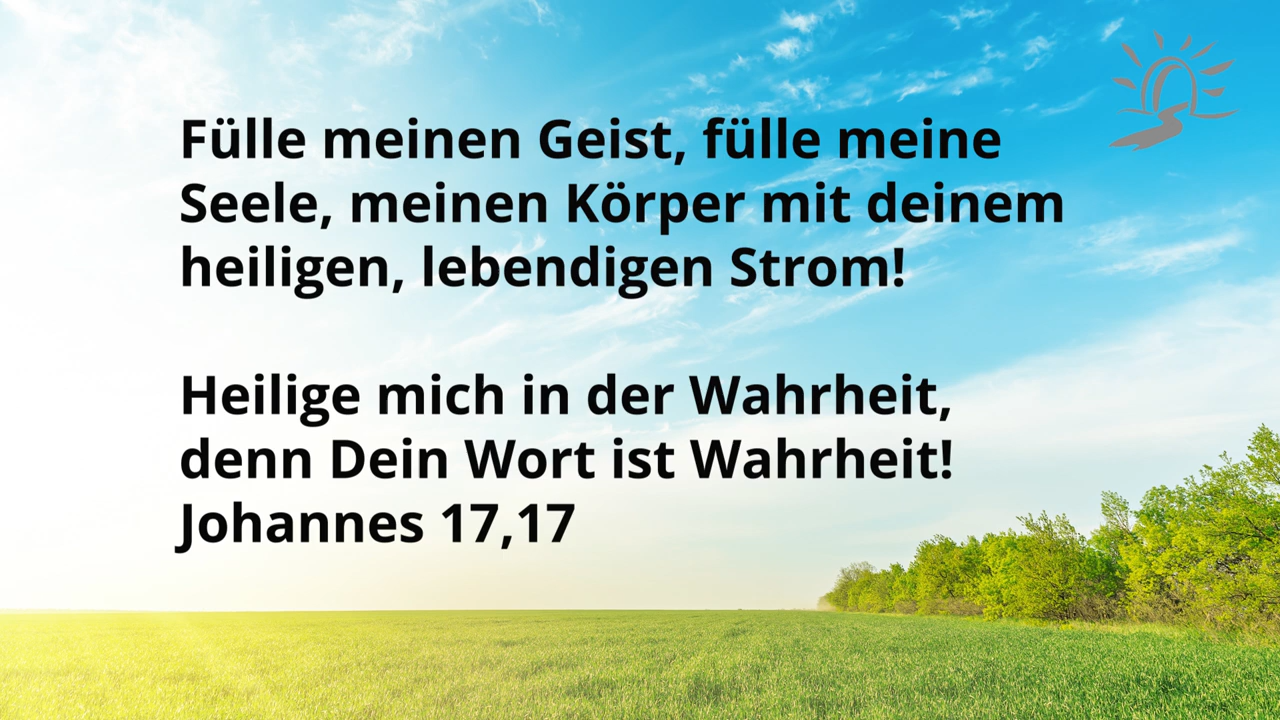 Fülle meinen Geist, fülle meine
Seele, meinen Körper mit deinem
heiligen, lebendigen Strom!
Heilige mich in der Wahrheit,
denn Dein Wort ist Wahrheit!
Johannes 17,17